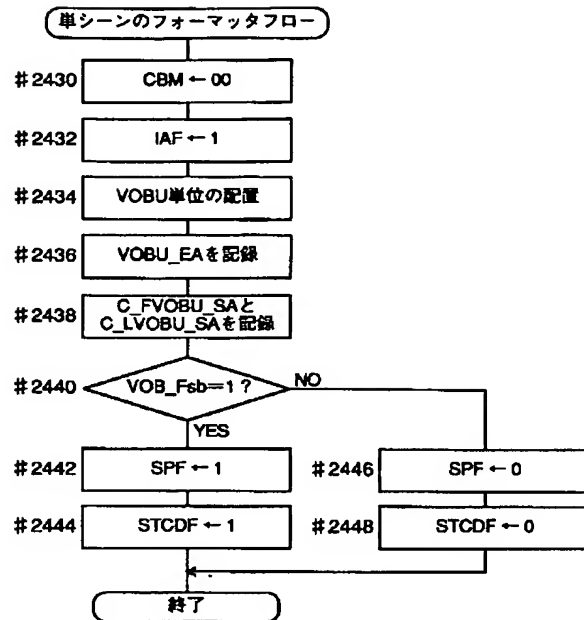 単シーンのフォーマッタフロー
#2430 CBM ← 00
#2432 IAF ← 1
#2434 VOBU単位の配置
#2436 VOBU_EAを記録
#2438 C_FVOBU_SAと
C_LVOBU_SAを記録
#2440 VOB_Fsb=1? NO
YES
#2442 SPF ← 1 #2446 SPF ← 0
#2444 STCDF ← 1 #2448 STCDF ← 0
終了